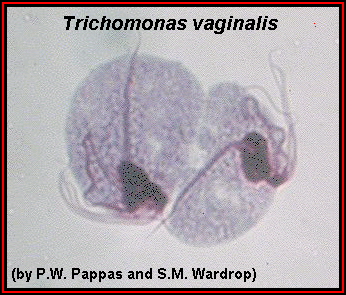 Trichomonas vaginalis
(by P.W. Pappas and S.M. Wardrop)